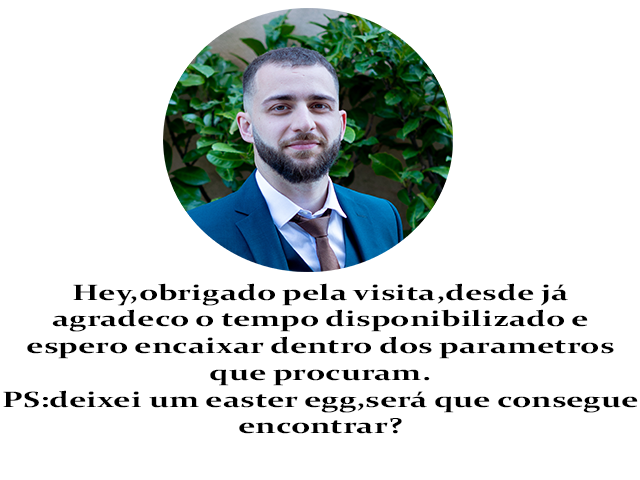 Hey,obrigado pela visita,desde já
agradeco o tempo disponibilizado e
espero encaixar dentro dos parametros
que procuram.
PS:deixei um easter egg,será que consegue
encontrar?